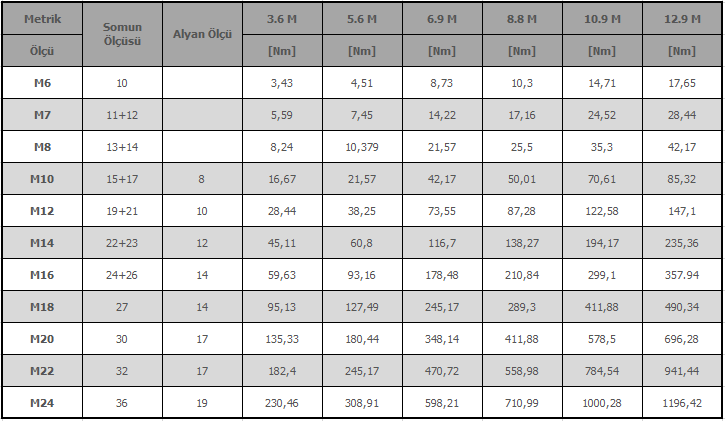 Metrik Somun Ölçüsü Alyan Ölçü 3.6 M 5.6 M 6.9 M 8.8 M 10.9 M 12.9 M
Ölçü [Nm] [Nm] [Nm] [Nm] [Nm] [Nm]
M6 10 3,43 4,51 8,73 10,3 14,71 17,65
M7 11+12 5,59 7,45 14,22 17,16 24,52 28,44
M8 13+14 8,24 10,379 21,57 25,5 35,3 42,17
M10 15+17 8 16,67 21,57 42,17 50,01 70,61 85,32
M12 19+21 10 28,44 38,25 73,55 87,28 122,58 147,1
M14 22+23 12 45,11 60,8 116,7 138,27 194,17 235,36
M16 24+26 14 59,63 93,16 178,48 210,84 299,1 357.94
M18 27 14 95,13 127,49 245,17 289,3 411,88 490,34
M20 30 17 135,33 180,44 348,14 411,88 578,5 696,28
M22 32 17 182,4 245,17 470,72 558,98 784,54 941,44
M24 36 19 230,46 308,91 598,21 710,99 1000,28 1196,42